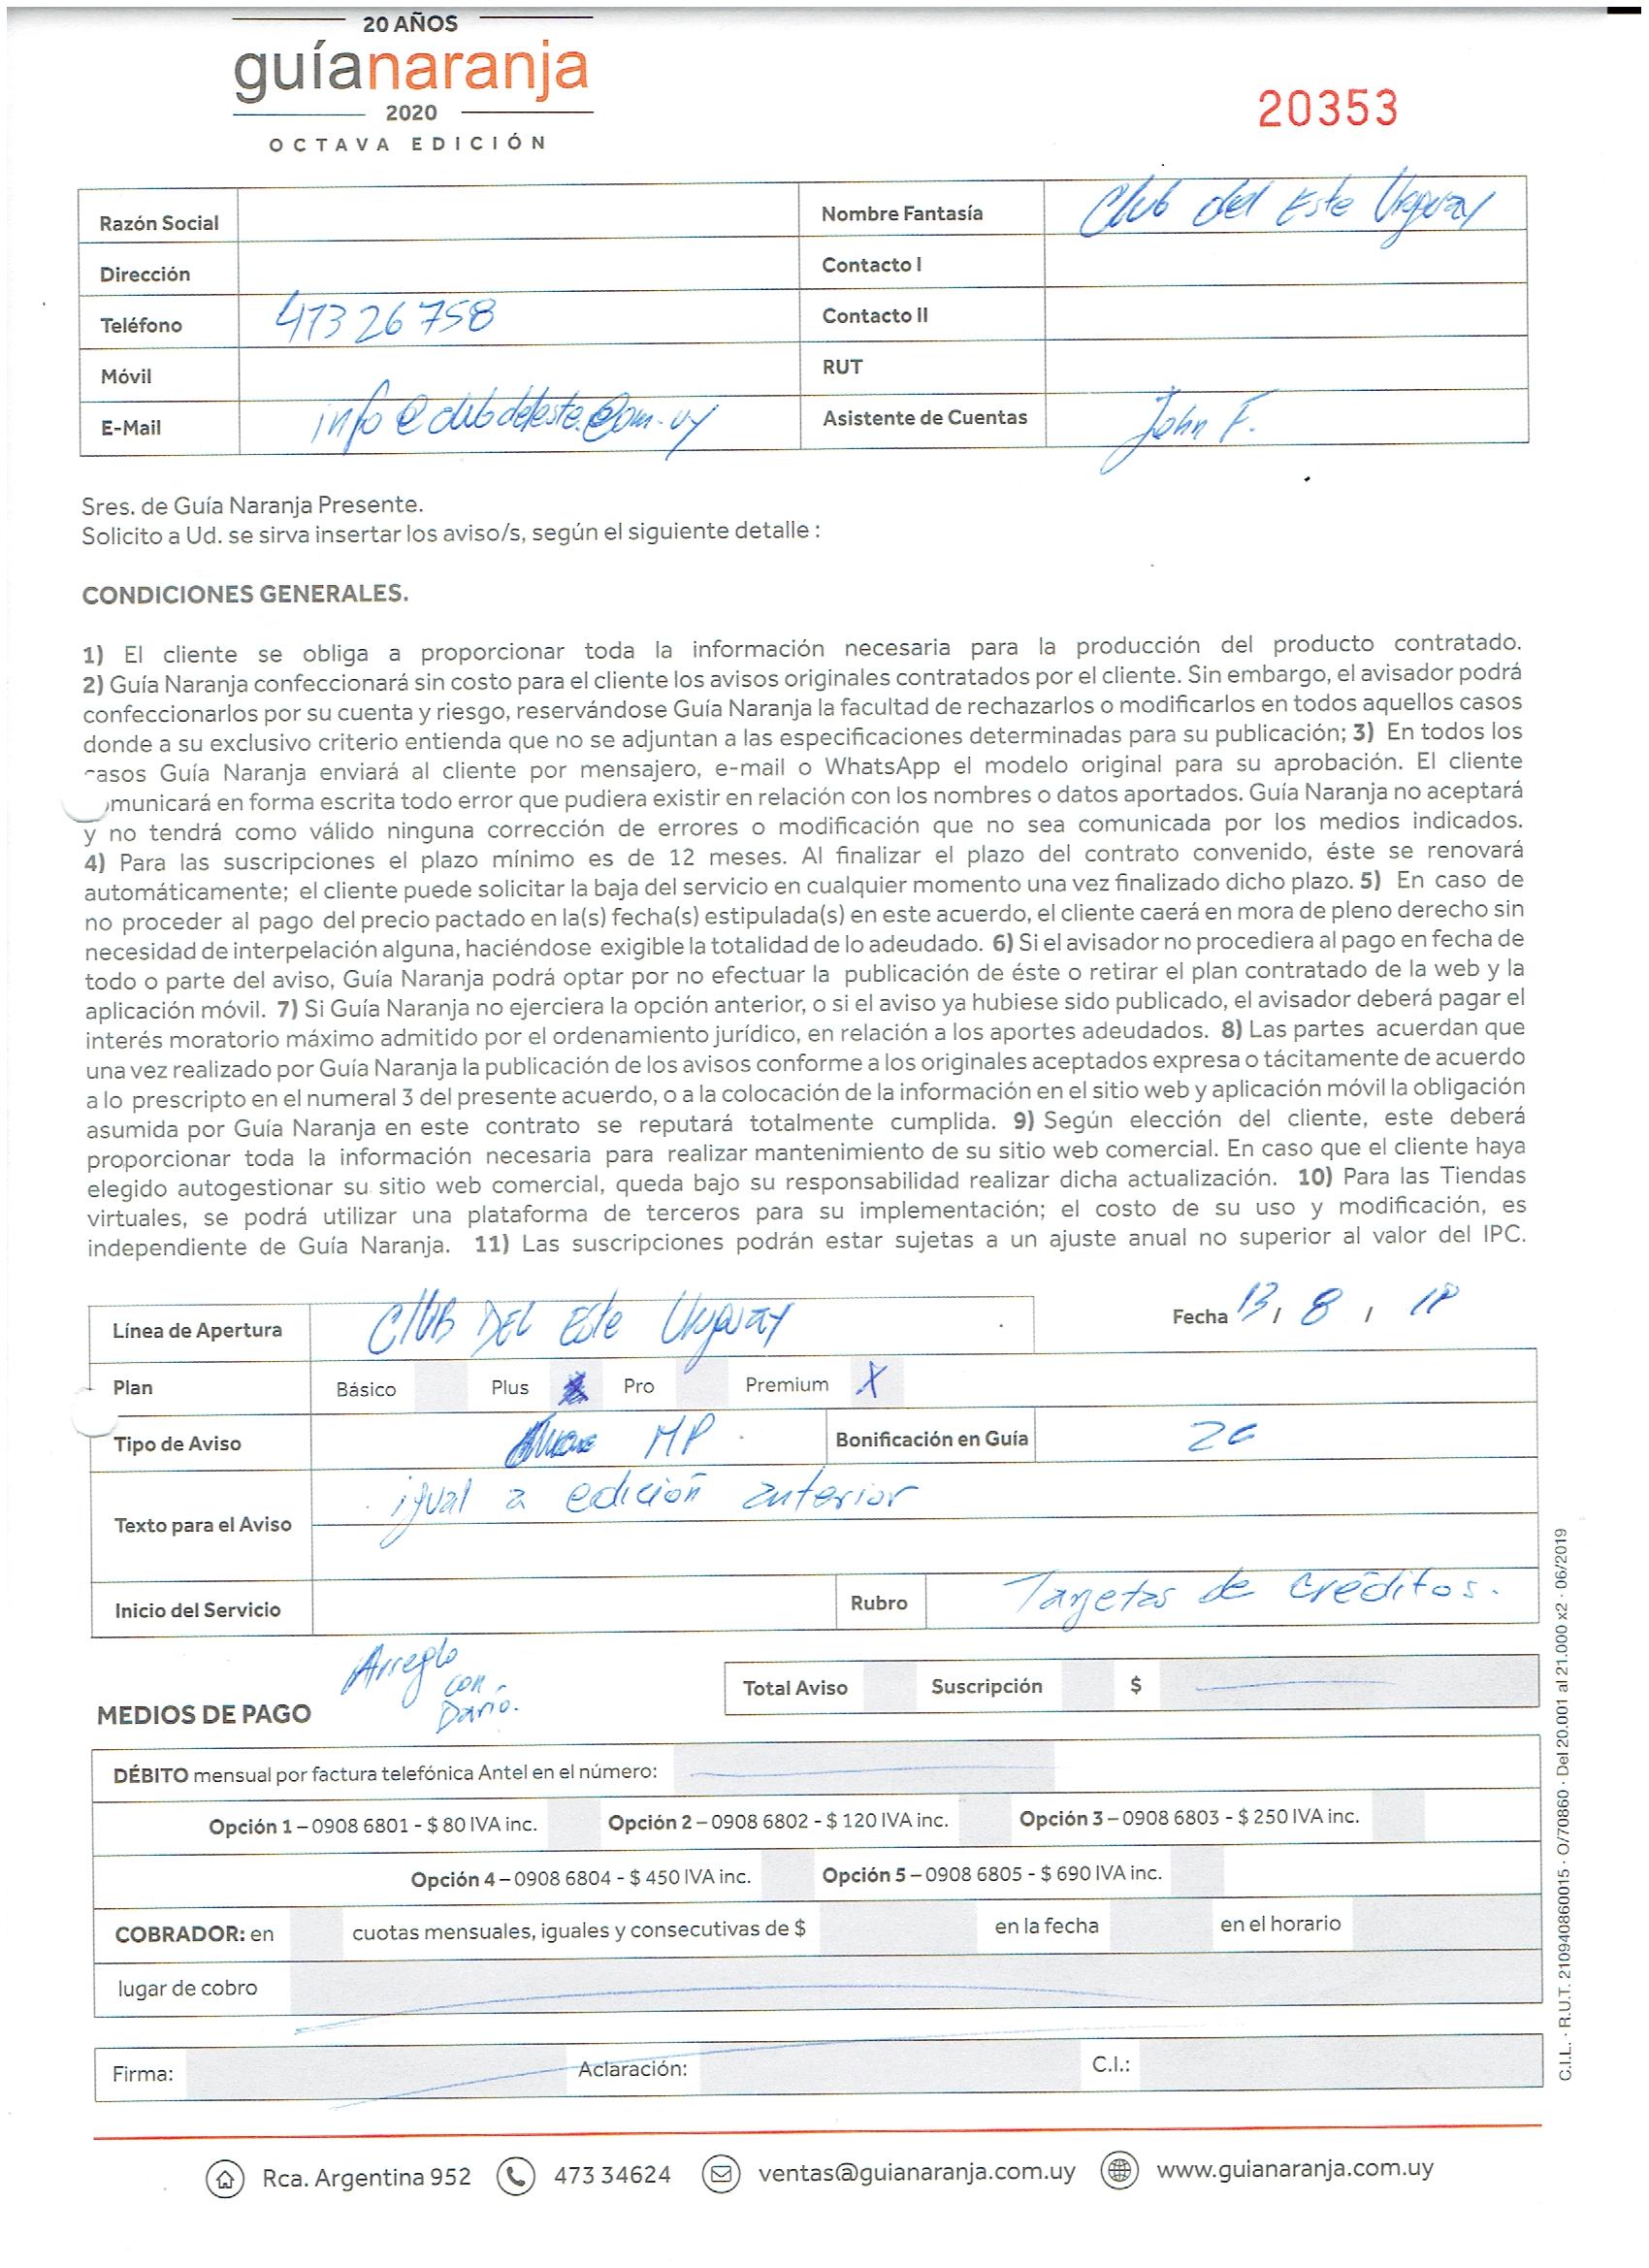 20 AÑOS
guíanaranja
2020
OCTAVA EDICIÓN
20353
Razón Social
Nombre Fantasía Club del Este Uruguay
Dirección
Contacto I
Teléfono 47326758
Contacto II
Móvil
RUT
E-Mail info@clubdeleste.com.uy
Asistente de Cuentas John F.
Sres. de Guía Naranja Presente.
Solicito a Ud. se sirva insertar los aviso/s, según el siguiente detalle :
CONDICIONES GENERALES.
1) El cliente se obliga a proporcionar toda la información necesaria para la producción del producto contratado.
2) Guía Naranja confeccionará sin costo para el cliente los avisos originales contratados por el cliente. Sin embargo, el avisador podrá
confeccionarlos por su cuenta y riesgo, reservándose Guía Naranja la facultad de rechazarlos o modificarlos en todos aquellos casos
donde a su exclusivo criterio entienda que no se adjuntan a las especificaciones determinadas para su publicación; 3) En todos los
casos Guía Naranja enviará al cliente por mensajero, e-mail o WhatsApp el modelo original para su aprobación. El cliente
municará en forma escrita todo error que pudiera existir en relación con los nombres o datos aportados. Guía Naranja no aceptará
y no tendrá como válido ninguna corrección de errores o modificación que no sea comunicada por los medios indicados.
4) Para las suscripciones el plazo mínimo es de 12 meses. Al finalizar el plazo del contrato convenido, éste se renovará
automáticamente; el cliente puede solicitar la baja del servicio en cualquier momento una vez finalizado dicho plazo. 5) En caso de
no proceder al pago del precio pactado en la(s) fecha(s) estipulada(s) en este acuerdo, el cliente caerá en mora de pleno derecho sin
necesidad de interpelación alguna, haciéndose exigible la totalidad de lo adeudado. 6) Si el avisador no procediera al pago en fecha de
todo o parte del aviso, Guía Naranja podrá optar por no efectuar la publicación de éste o retirar el plan contratado de la web y la
aplicación móvil. 7) Si Guía Naranja no ejerciera la opción anterior, o si el aviso ya hubiese sido publicado, el avisador deberá pagar el
interés moratorio máximo admitido por el ordenamiento jurídico, en relación a los aportes adeudados. 8) Las partes acuerdan que
una vez realizado por Guía Naranja la publicación de los avisos conforme a los originales aceptados expresa o tácitamente de acuerdo
a lo prescripto en el numeral 3 del presente acuerdo, o a la colocación de la información en el sitio web y aplicación móvil la obligación
asumida por Guía Naranja en este contrato se reputará totalmente cumplida. 9) Según elección del cliente, este deberá
proporcionar toda la información necesaria para realizar mantenimiento de su sitio web comercial. En caso que el cliente haya
elegido autogestionar su sitio web comercial, queda bajo su responsabilidad realizar dicha actualización. 10) Para las Tiendas
virtuales, se podrá utilizar una plataforma de terceros para su implementación; el costo de su uso y modificación, es
independiente de Guía Naranja. 11) Las suscripciones podrán estar sujetas a un ajuste anual no superior al valor del IPC.
Línea de Apertura CLUB DEL Este Uruguay
Fecha 13 / 8 /
Plan Básico Plus Pro Premium X
Tipo de Aviso MP
Bonificación en Guía
Texto para el Aviso igual a edición anterior
Inicio del Servicio
Rubro Tarjetas de créditos.
Arreglo
con
Darío.
MEDIOS DE PAGO
Total Aviso Suscripción $
DÉBITO mensual por factura telefónica Antel en el número:
Opción 1 – 0908 6801 - $ 80 IVA inc. Opción 2 – 0908 6802 - $ 120 IVA inc. Opción 3 – 0908 6803 - $ 250 IVA inc.
Opción 4 – 0908 6804 - $ 450 IVA inc. Opción 5 – 0908 6805 - $ 690 IVA inc.
COBRADOR: en cuotas mensuales, iguales y consecutivas de $ en la fecha en el horario
lugar de cobro
Firma: Aclaración: C.I.:
C.I.L. · R.U.T. 210940860015 · O/70860 · Del 20.001 al 21.000 x2 · 06/2019
Rca. Argentina 952 473 34624 ventas@guianaranja.com.uy www.guianaranja.com.uy